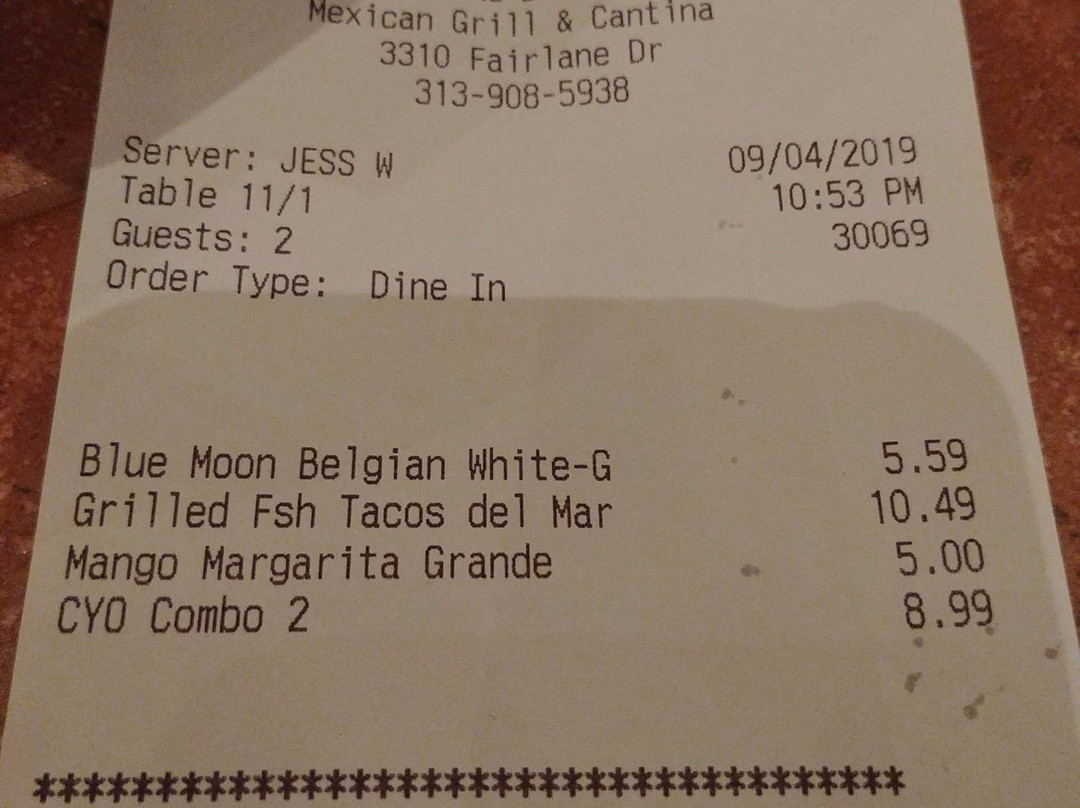 Mexican Grill & Cantina
3310 Fairlane Dr
313-908-5938
Server: JESS W 09/04/2019
Table 11/1 10:53 PM
Guests: 2 30069
Order Type: Dine In
Blue Moon Belgian White-G 5.59
Grilled Fsh Tacos del Mar 10.49
Mango Margarita Grande 5.00
CYO Combo 2 8.99
************************************